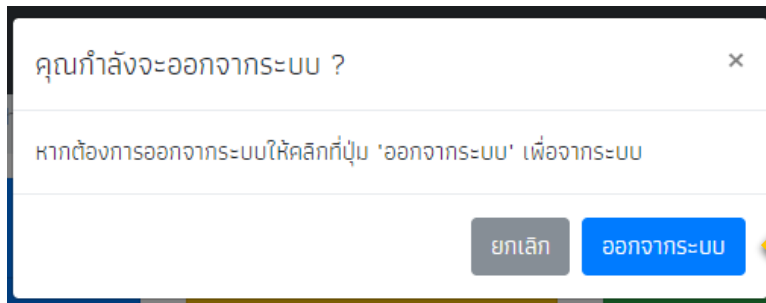 คุณกำลังจะออกจากระบบ ?
×
หากต้องการออกจากระบบให้คลิกที่ปุ่ม 'ออกจากระบบ' เพื่อจากระบบ
ยกเลิก ออกจากระบบ